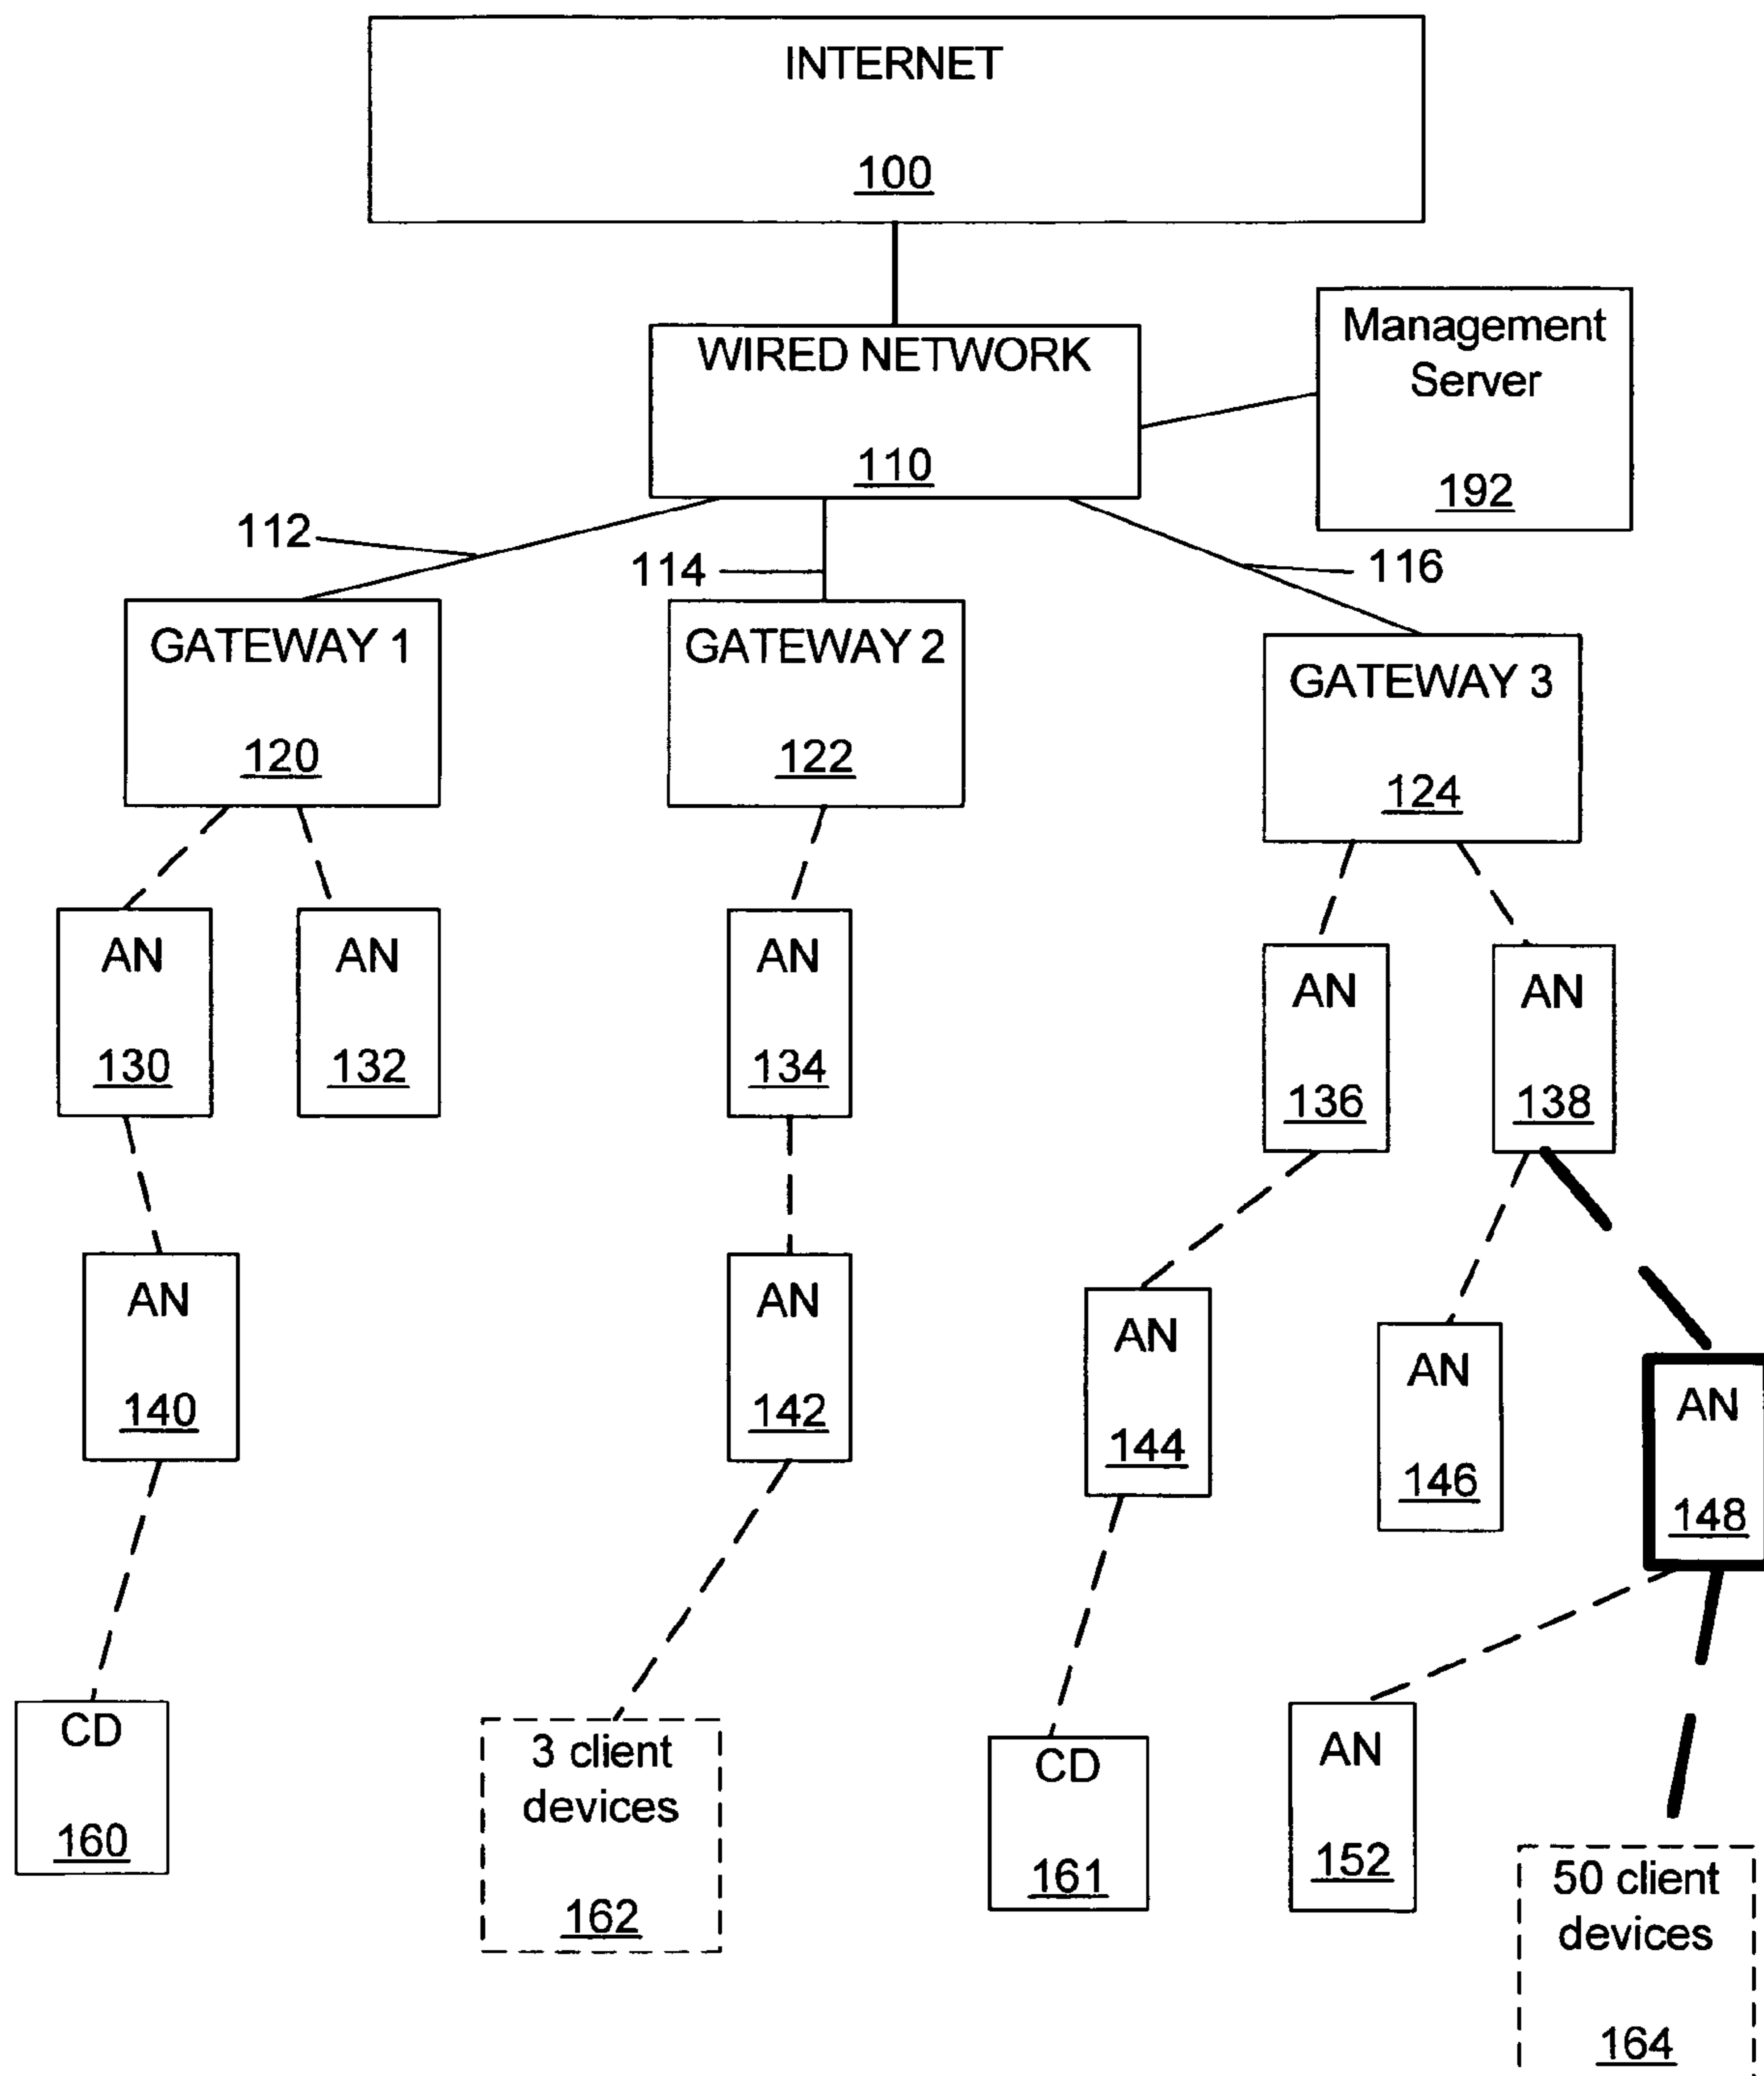 INTERNET
100
WIRED NETWORK
110
Management
Server
192
112
114
116
GATEWAY 1
120
GATEWAY 2
122
GATEWAY 3
124
AN
130
AN
132
AN
134
AN
136
AN
138
AN
140
AN
142
AN
144
AN
146
AN
148
CD
160
3 client
devices
162
CD
161
AN
152
50 client
devices
164